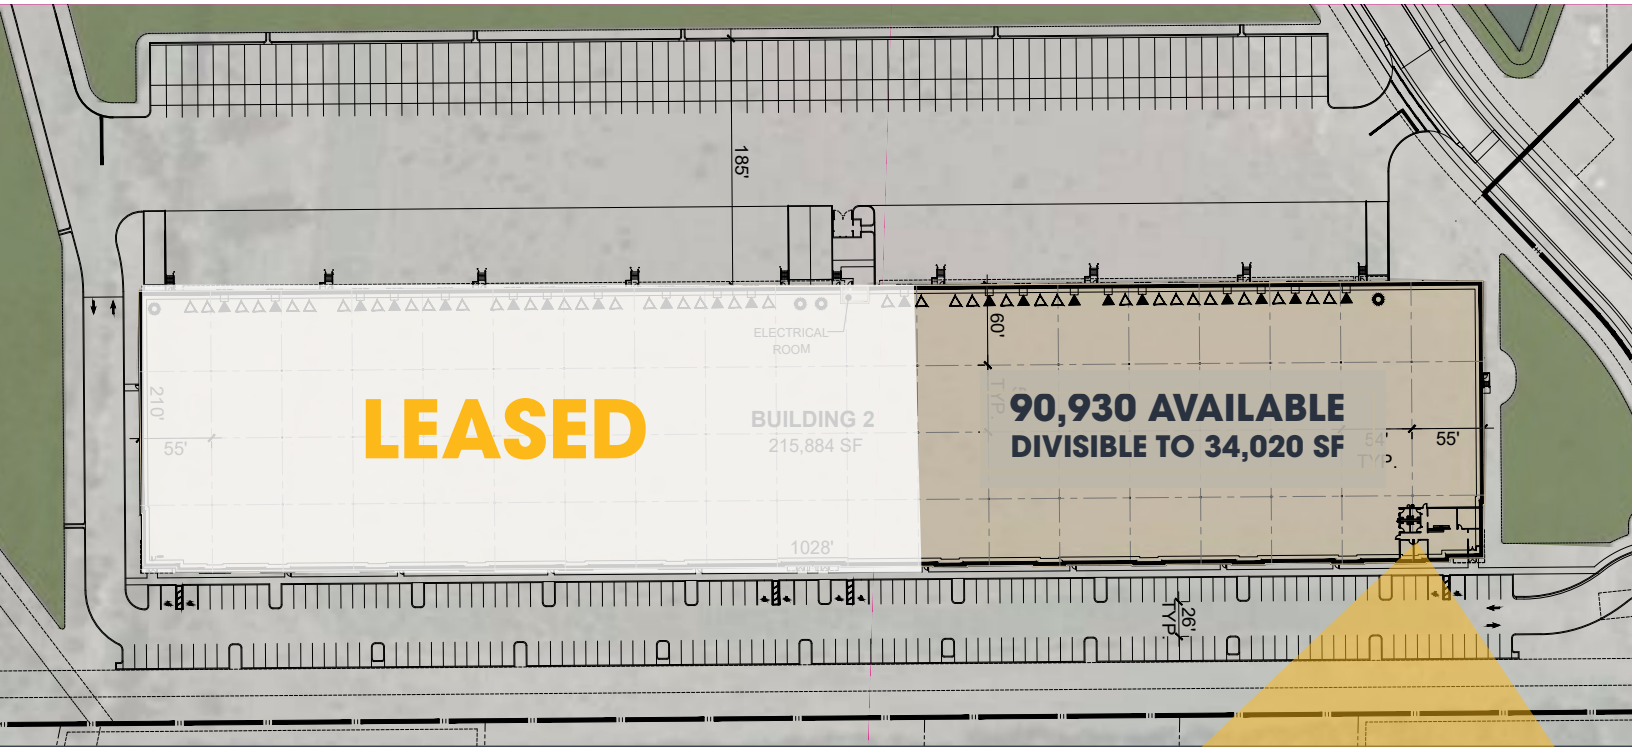 185'
60'
TYP.
ELECTRICAL
ROOM
210'
55'
LEASED
BUILDING 2
215,884 SF
90,930 AVAILABLE
DIVISIBLE TO 34,020 SF
54'
TYP.
55'
1028'
26'
TYP.